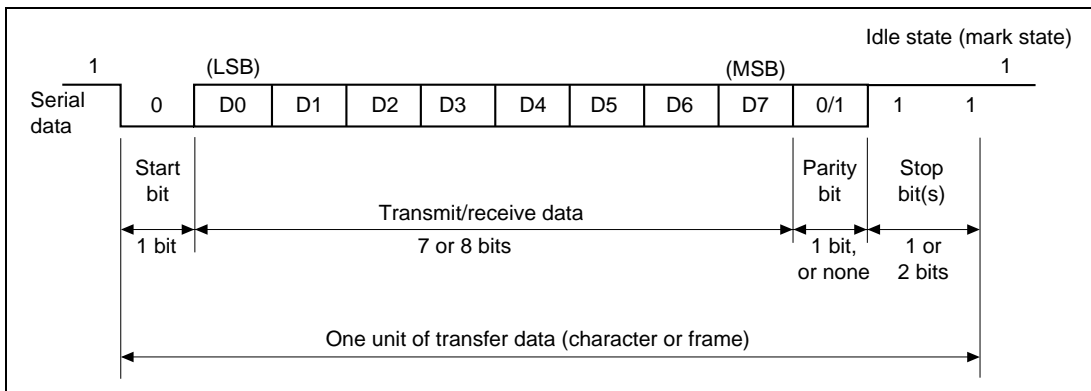 Idle state (mark state)
1 (LSB) (MSB) 1
Serial
data
0 D0 D1 D2 D3 D4 D5 D6 D7 0/1 1 1
Start
bit
Parity
bit
Stop
bit(s)
Transmit/receive data
1 bit
7 or 8 bits
1 bit,
or none
1 or
2 bits
One unit of transfer data (character or frame)